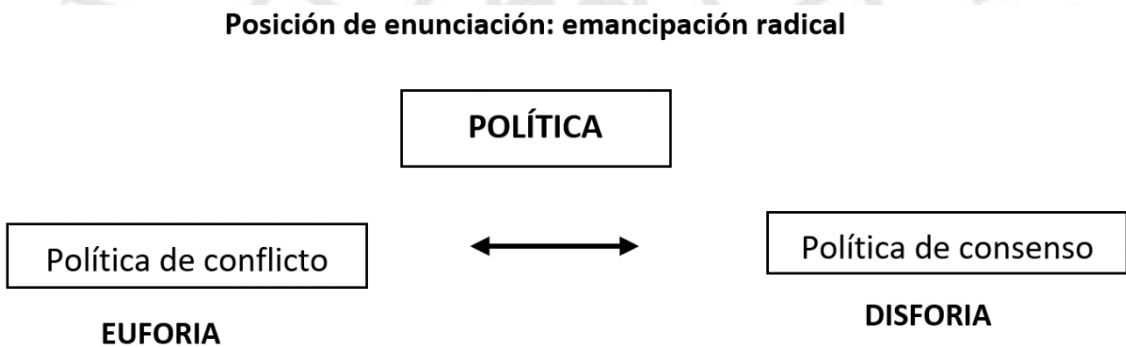 Posición de enunciación: emancipación radical
POLÍTICA
Política de conflicto
Política de consenso
EUFORIA
DISFORIA